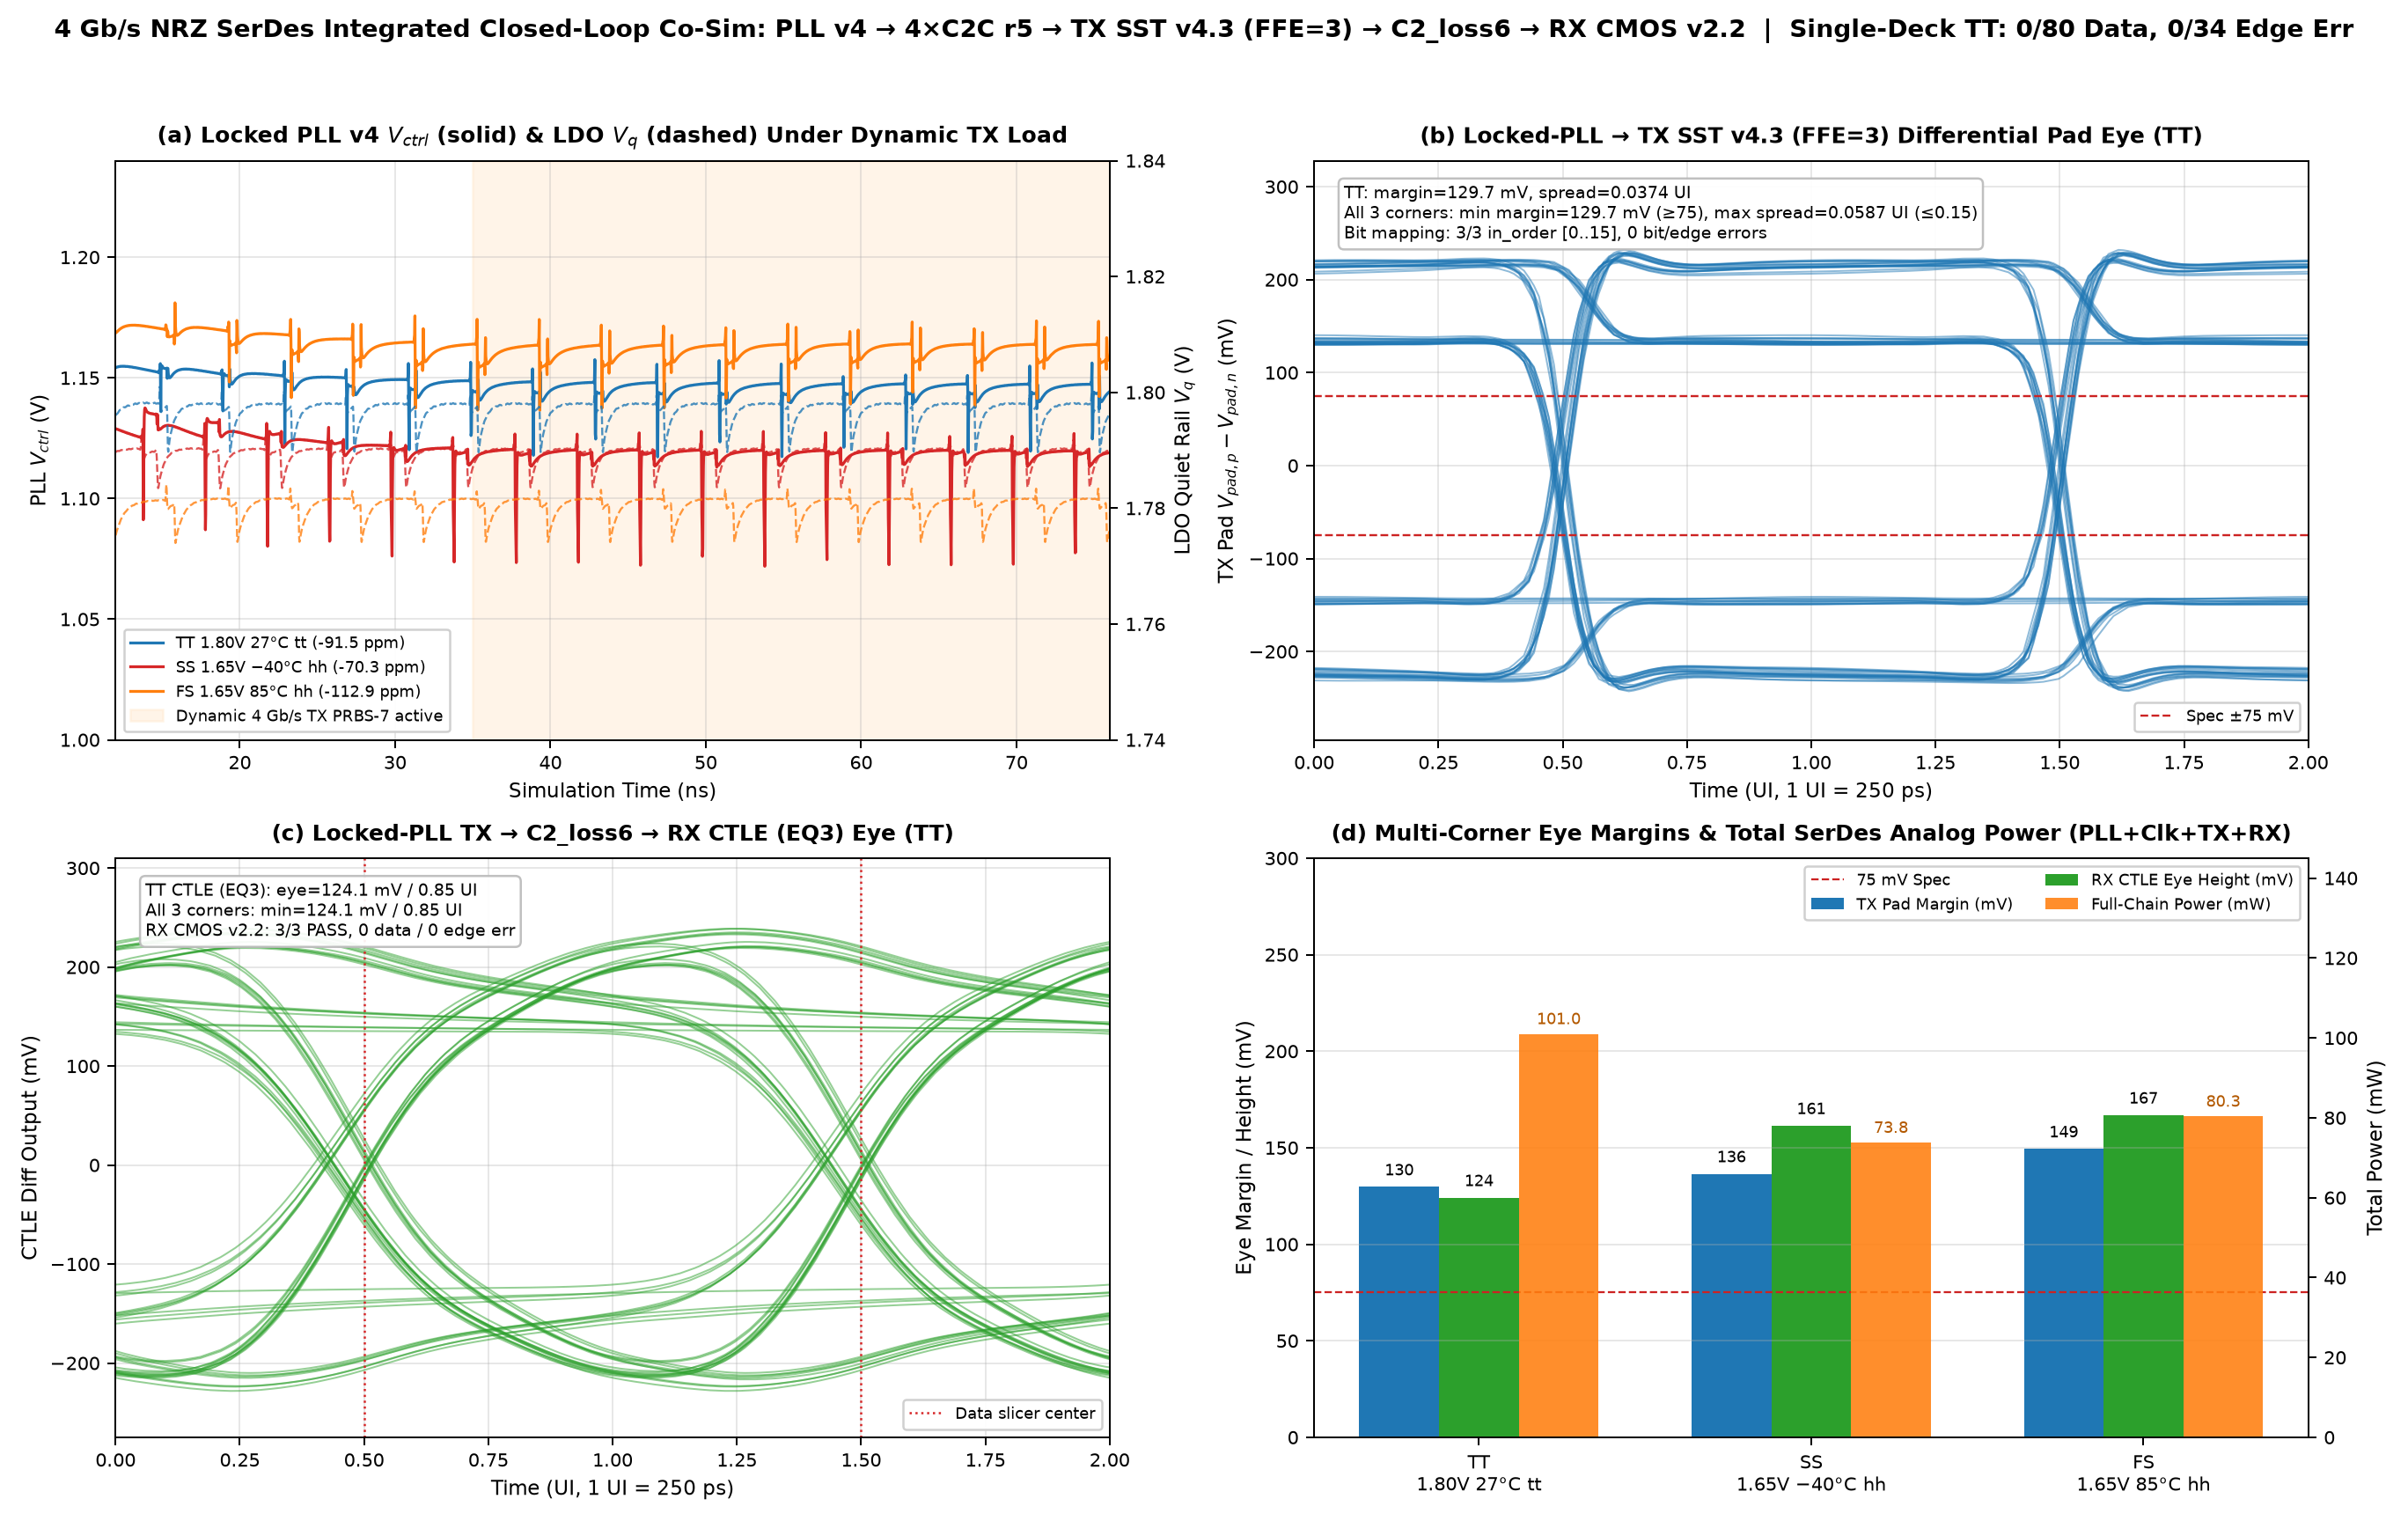 4 Gb/s NRZ SerDes Integrated Closed-Loop Co-Sim: PLL v4 → 4×C2C r5 → TX SST v4.3 (FFE=3) → C2_loss6 → RX CMOS v2.2 | Single-Deck TT: 0/80 Data, 0/34 Edge Err
(a) Locked PLL v4 Vctrl (solid) & LDO Vq (dashed) Under Dynamic TX Load
PLL Vctrl (V)
1.20
1.15
1.10
1.05
1.00
1.84
1.82
1.80
1.78
1.76
1.74
LDO Quiet Rail Vq (V)
TT 1.80V 27°C tt (-91.5 ppm)
SS 1.65V −40°C hh (-70.3 ppm)
FS 1.65V 85°C hh (-112.9 ppm)
Dynamic 4 Gb/s TX PRBS-7 active
20 30 40 50 60 70
Simulation Time (ns)
(b) Locked-PLL → TX SST v4.3 (FFE=3) Differential Pad Eye (TT)
TX Pad Vpad,p − Vpad,n (mV)
300
200
100
0
−100
−200
TT: margin=129.7 mV, spread=0.0374 UI
All 3 corners: min margin=129.7 mV (≥75), max spread=0.0587 UI (≤0.15)
Bit mapping: 3/3 in_order [0..15], 0 bit/edge errors
Spec ±75 mV
0.00 0.25 0.50 0.75 1.00 1.25 1.50 1.75 2.00
Time (UI, 1 UI = 250 ps)
(c) Locked-PLL TX → C2_loss6 → RX CTLE (EQ3) Eye (TT)
CTLE Diff Output (mV)
300
200
100
0
−100
−200
TT CTLE (EQ3): eye=124.1 mV / 0.85 UI
All 3 corners: min=124.1 mV / 0.85 UI
RX CMOS v2.2: 3/3 PASS, 0 data / 0 edge err
Data slicer center
0.00 0.25 0.50 0.75 1.00 1.25 1.50 1.75 2.00
Time (UI, 1 UI = 250 ps)
(d) Multi-Corner Eye Margins & Total SerDes Analog Power (PLL+Clk+TX+RX)
Eye Margin / Height (mV)
300
250
200
150
100
50
0
75 mV Spec
TX Pad Margin (mV)
RX CTLE Eye Height (mV)
Full-Chain Power (mW)
130
124
101.0
136
161
73.8
149
167
80.3
140
120
100
80
60
40
20
0
Total Power (mW)
TT
1.80V 27°C tt
SS
1.65V −40°C hh
FS
1.65V 85°C hh